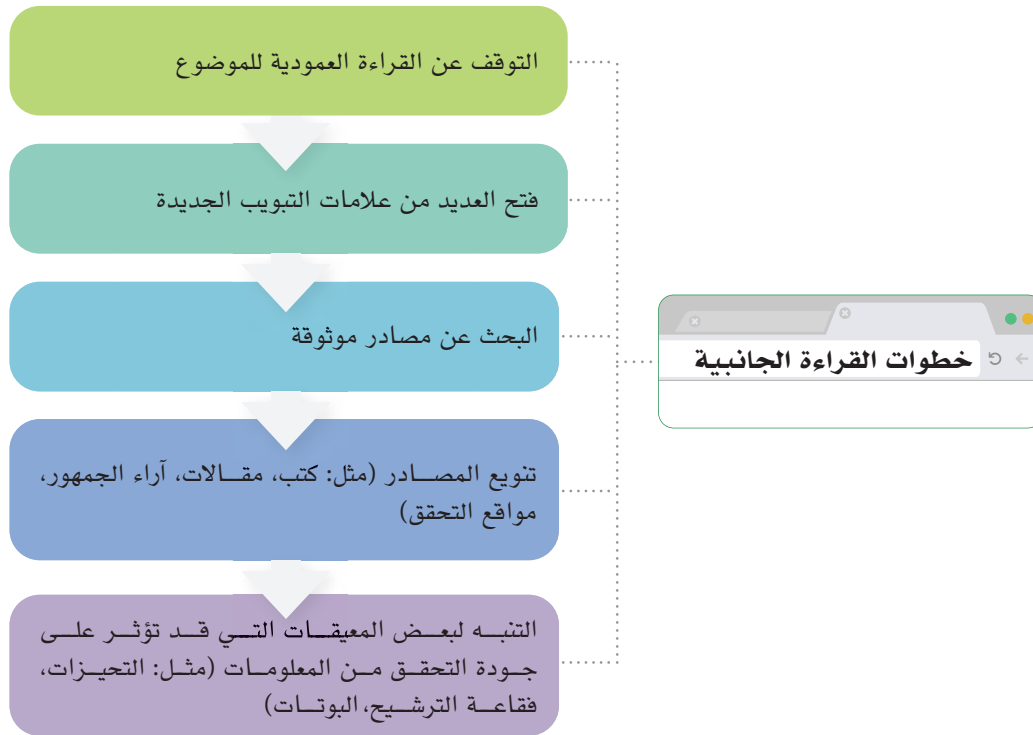 خطوات القراءة الجانبية
التوقف عن القراءة العمودية للموضوع
فتح العديد من علامات التبويب الجديدة
البحث عن مصادر موثوقة
تنويع المصادر (مثل: كتب، مقالات، آراء الجمهور،
مواقع التحقق)
التنبه لبعض المعيقات التي قد تؤثر على
جودة التحقق من المعلومات (مثل: التحيزات،
فقاعة الترشيح، البوتات)